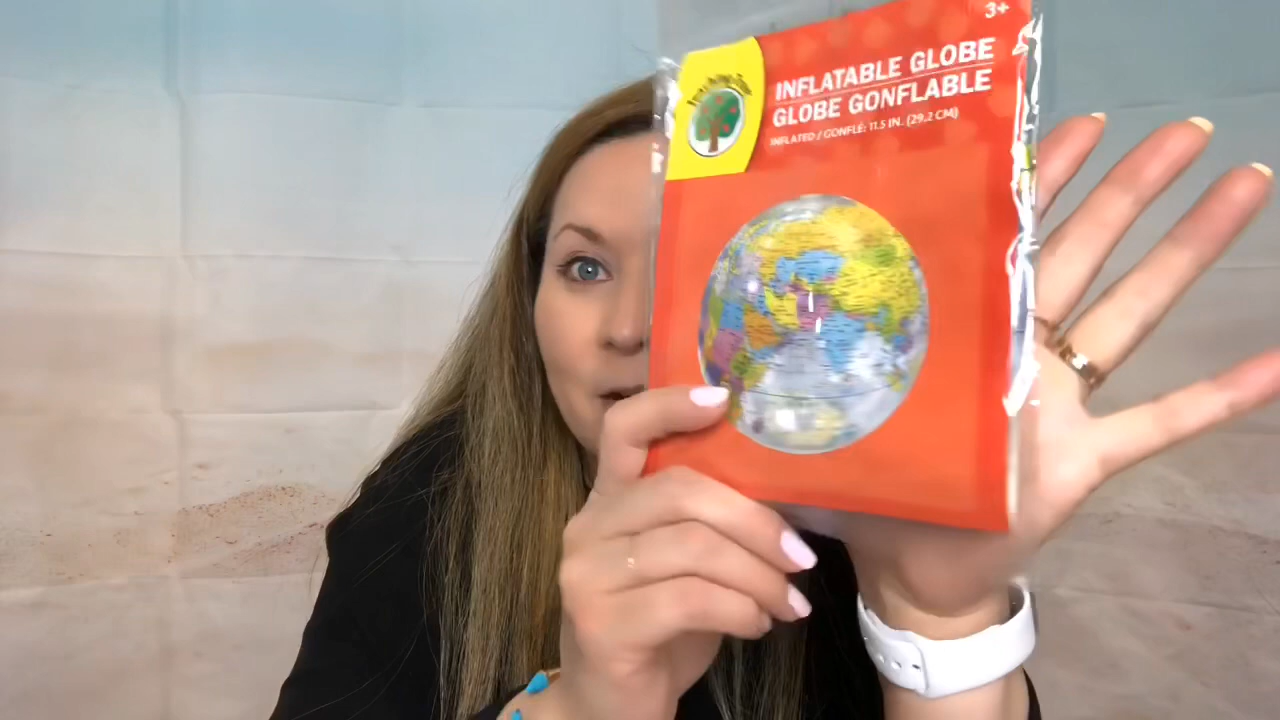 3+
INFLATABLE GLOBE
GLOBE GONFLABLE
INFLATED / GONFLÉ: 11.5 IN. (29.2 CM)